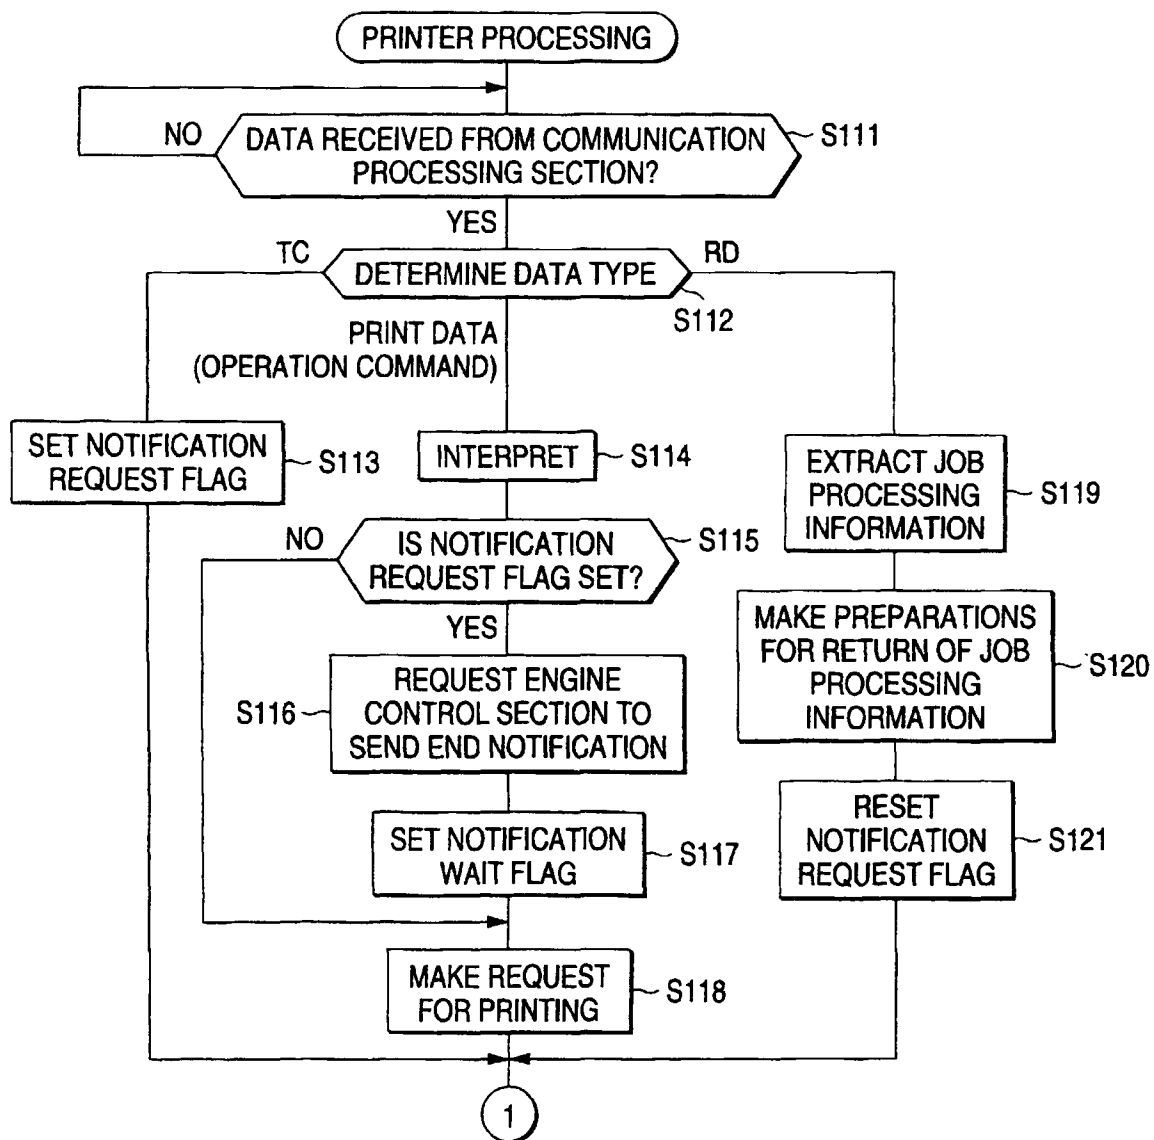 PRINTER PROCESSING
NO
DATA RECEIVED FROM COMMUNICATION
PROCESSING SECTION?
S111
YES
TC
DETERMINE DATA TYPE
RD
S112
PRINT DATA
(OPERATION COMMAND)
SET NOTIFICATION
REQUEST FLAG
S113
INTERPRET
S114
EXTRACT JOB
PROCESSING
INFORMATION
S119
NO
IS NOTIFICATION
REQUEST FLAG SET?
S115
YES
MAKE PREPARATIONS
FOR RETURN OF JOB
PROCESSING
INFORMATION
S120
S116
REQUEST ENGINE
CONTROL SECTION TO
SEND END NOTIFICATION
SET NOTIFICATION
WAIT FLAG
S117
RESET
NOTIFICATION
REQUEST FLAG
S121
MAKE REQUEST
FOR PRINTING
S118
1